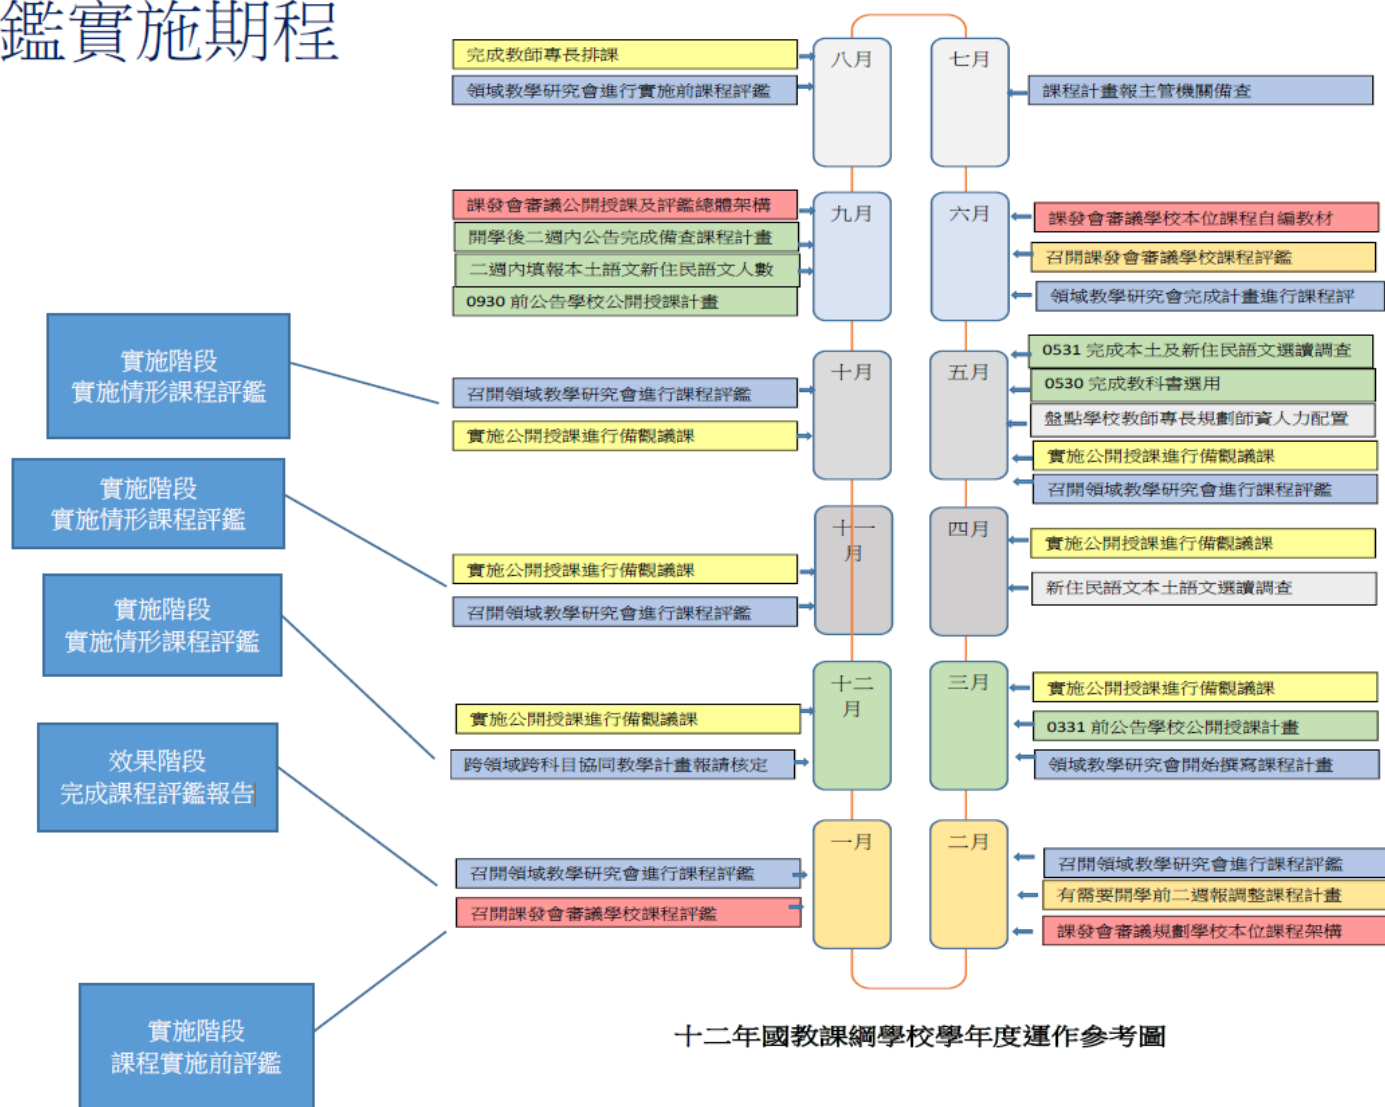 鑑實施期程
完成教師專長排課
領域教學研究會進行實施前課程評鑑
八月
七月
課程計畫報主管機關備查
課發會審議公開授課及評鑑總體架構
開學後二週內公告完成備查課程計畫
二週內填報本土語文新住民語文人數
0930 前公告學校公開授課計畫
九月
六月
課發會審議學校本位課程自編教材
召開課發會審議學校課程評鑑
領域教學研究會完成計畫進行課程評
實施階段
實施情形課程評鑑
召開領域教學研究會進行課程評鑑
實施公開授課進行備觀議課
十月
五月
0531 完成本土及新住民語文選讀調查
0530 完成教科書選用
盤點學校教師專長規劃師資人力配置
實施公開授課進行備觀議課
召開領域教學研究會進行課程評鑑
實施階段
實施情形課程評鑑
實施公開授課進行備觀議課
召開領域教學研究會進行課程評鑑
十一
月
四月
實施公開授課進行備觀議課
新住民語文本土語文選讀調查
實施階段
實施情形課程評鑑
實施公開授課進行備觀議課
跨領域跨科目協同教學計畫報請核定
十二
月
三月
實施公開授課進行備觀議課
0331 前公告學校公開授課計畫
領域教學研究會開始撰寫課程計畫
效果階段
完成課程評鑑報告
召開領域教學研究會進行課程評鑑
召開課發會審議學校課程評鑑
一月
二月
召開領域教學研究會進行課程評鑑
有需要開學前二週報調整課程計畫
課發會審議規劃學校本位課程架構
實施階段
課程實施前評鑑
十二年國教課綱學校學年度運作參考圖